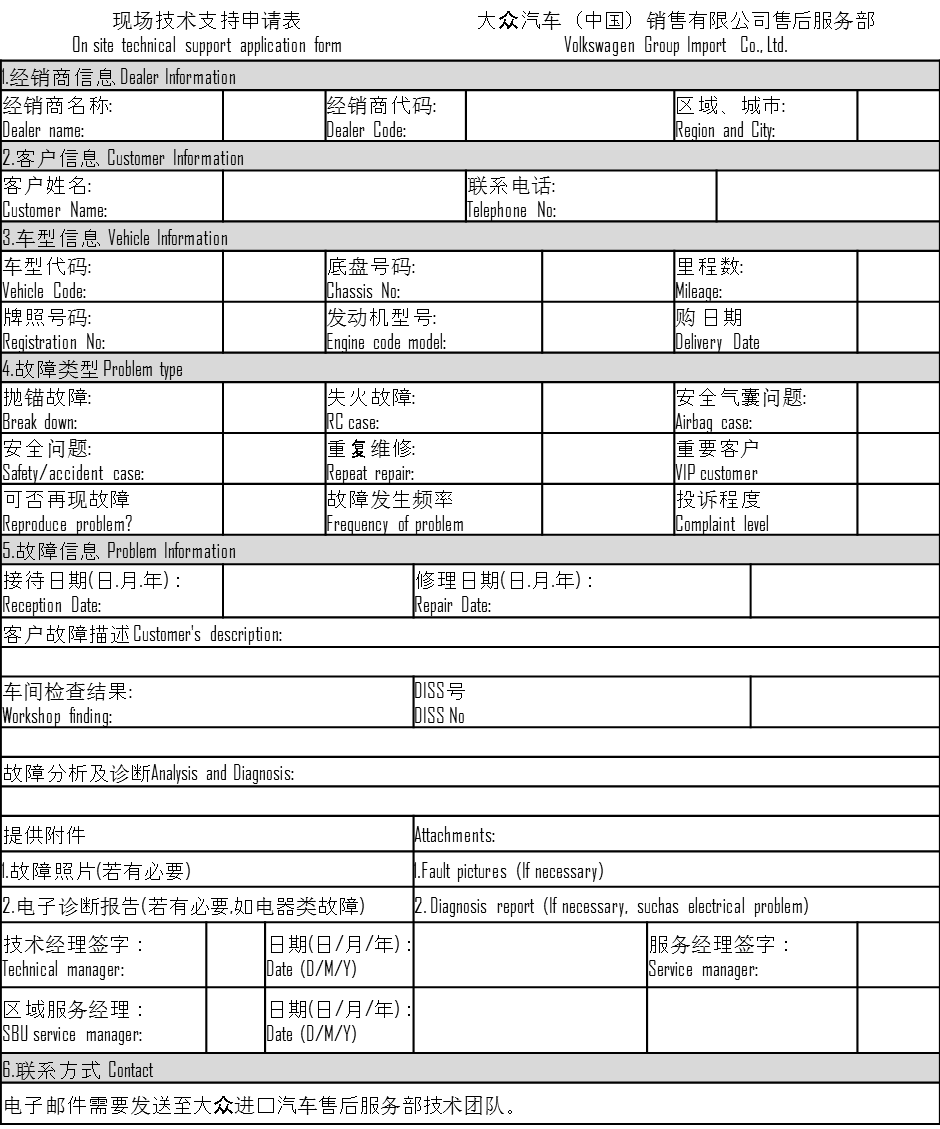 现场技术支持申请表
大众汽车（中国）销售有限公司售后服务部
On site technical support application form
Volkswagen Group Import Co., Ltd.
1.经销商信息 Dealer Information
经销商名称:
Dealer name:
经销商代码:
Dealer Code:
区域、城市:
Region and City:
2.客户信息 Customer Information
客户姓名:
Customer Name:
联系电话:
Telephone No:
3.车型信息 Vehicle Information
车型代码:
Vehicle Code:
底盘号码:
Chassis No:
里程数:
Mileage:
牌照号码:
Registration No:
发动机型号:
Engine code model:
购 日期
Delivery Date
4.故障类型 Problem type
抛锚故障:
Break down:
失火故障:
RC case:
安全气囊问题:
Airbag case:
安全问题:
Safety/accident case:
重复维修:
Repeat repair:
重要客户
VIP customer
可否再现故障
Reproduce problem?
故障发生频率
Frequency of problem
投诉程度
Complaint level
5.故障信息 Problem Information
接待日期(日.月.年)：
Reception Date:
修理日期(日.月.年)：
Repair Date:
客户故障描述Customer's description:
车间检查结果:
Workshop finding:
DISS号
DISS No
故障分析及诊断Analysis and Diagnosis:
提供附件
Attachments:
1.故障照片(若有必要)
1.Fault pictures (If necessary)
2.电子诊断报告(若有必要,如电器类故障)
2. Diagnosis report (If necessary, suchas electrical problem)
技术经理签字：
Technical manager:
日期(日/月/年)：
Date (D/M/Y)
服务经理签字：
Service manager:
区域服务经理：
SBU service manager:
日期(日/月/年)：
Date (D/M/Y)
6.联系方式 Contact
电子邮件需要发送至大众进口汽车售后服务部技术团队。